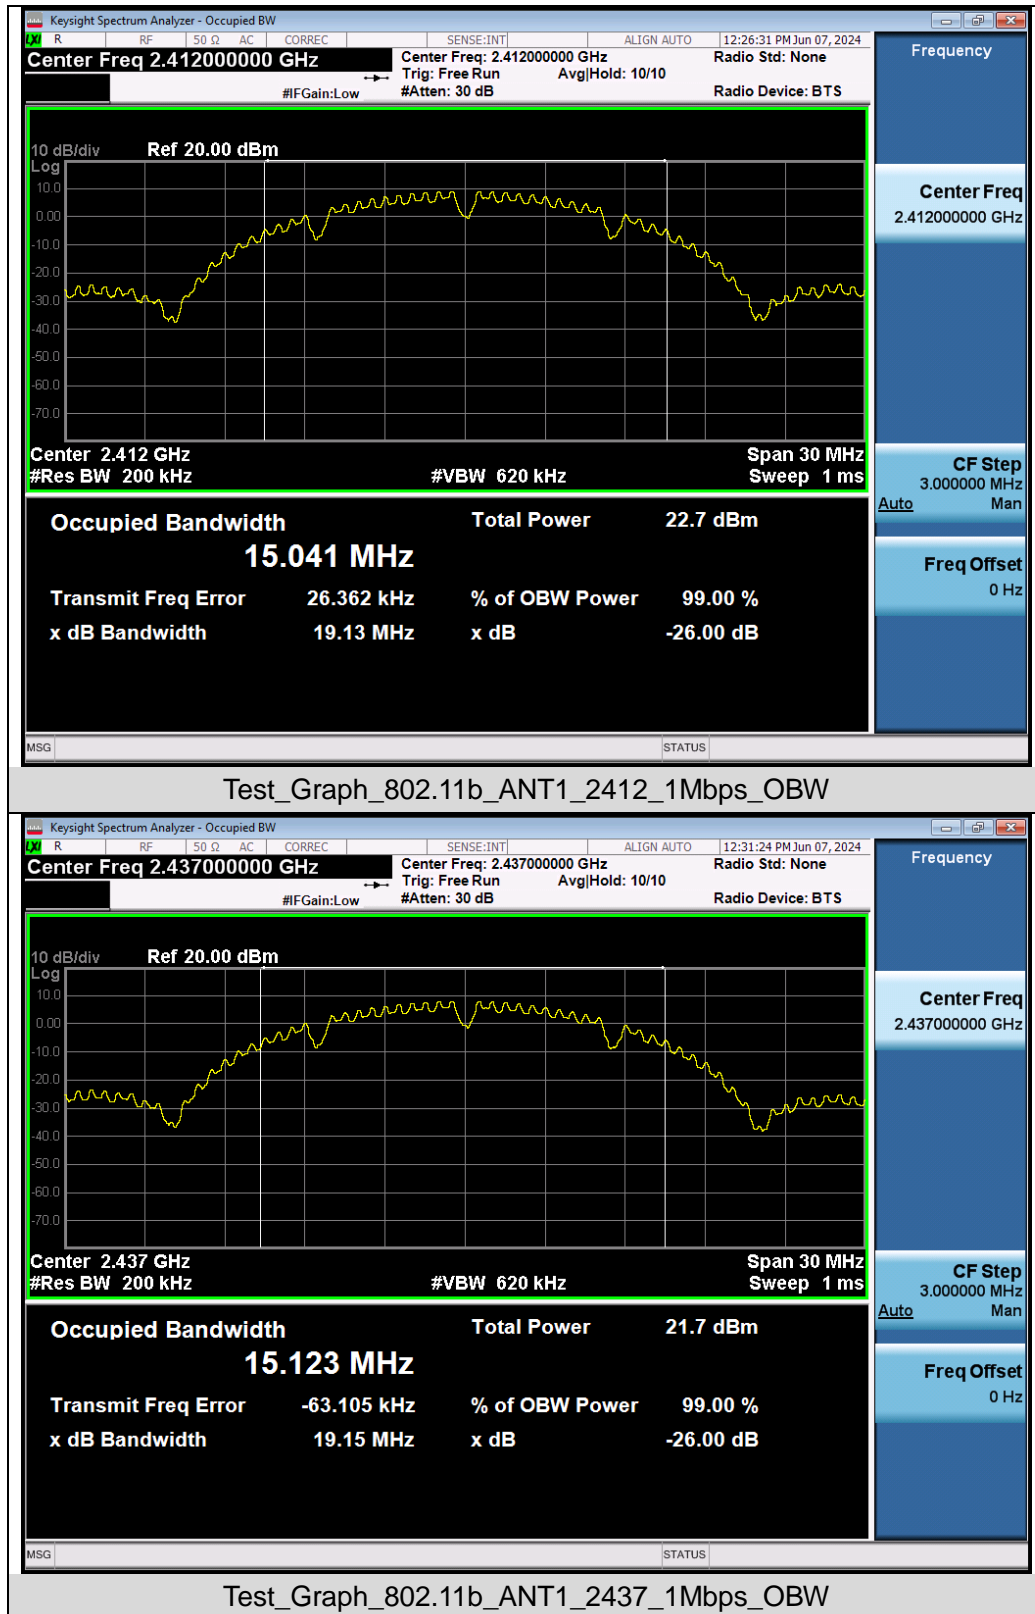 Keysight Spectrum Analyzer - Occupied BW
LXI R RF 50 Ω AC CORREC SENSE:INT ALIGN AUTO 12:26:31 PM Jun 07, 2024
Center Freq 2.412000000 GHz
Center Freq: 2.412000000 GHz Radio Std: None
Trig: Free Run Avg|Hold: 10/10
#IFGain:Low #Atten: 30 dB Radio Device: BTS
Frequency
10 dB/div Ref 20.00 dBm
Log
10.0
0.00
-10.0
-20.0
-30.0
-40.0
-50.0
-60.0
-70.0
Center 2.412 GHz Span 30 MHz
#Res BW 200 kHz #VBW 620 kHz Sweep 1 ms
Center Freq
2.412000000 GHz
CF Step
3.000000 MHz
Auto Man
Freq Offset
0 Hz
Occupied Bandwidth Total Power 22.7 dBm
15.041 MHz
Transmit Freq Error 26.362 kHz % of OBW Power 99.00 %
x dB Bandwidth 19.13 MHz x dB -26.00 dB
MSG STATUS
Test_Graph_802.11b_ANT1_2412_1Mbps_OBW
Keysight Spectrum Analyzer - Occupied BW
LXI R RF 50 Ω AC CORREC SENSE:INT ALIGN AUTO 12:31:24 PM Jun 07, 2024
Center Freq 2.437000000 GHz
Center Freq: 2.437000000 GHz Radio Std: None
Trig: Free Run Avg|Hold: 10/10
#IFGain:Low #Atten: 30 dB Radio Device: BTS
Frequency
10 dB/div Ref 20.00 dBm
Log
10.0
0.00
-10.0
-20.0
-30.0
-40.0
-50.0
-60.0
-70.0
Center 2.437 GHz Span 30 MHz
#Res BW 200 kHz #VBW 620 kHz Sweep 1 ms
Center Freq
2.437000000 GHz
CF Step
3.000000 MHz
Auto Man
Freq Offset
0 Hz
Occupied Bandwidth Total Power 21.7 dBm
15.123 MHz
Transmit Freq Error -63.105 kHz % of OBW Power 99.00 %
x dB Bandwidth 19.15 MHz x dB -26.00 dB
MSG STATUS
Test_Graph_802.11b_ANT1_2437_1Mbps_OBW